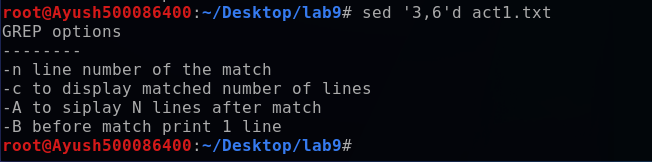 root@Ayush500086400:~/Desktop/lab9# sed '3,6'd act1.txt
GREP options
--------
-n line number of the match
-c to display matched number of lines
-A to siplay N lines after match
-B before match print 1 line
root@Ayush500086400:~/Desktop/lab9#